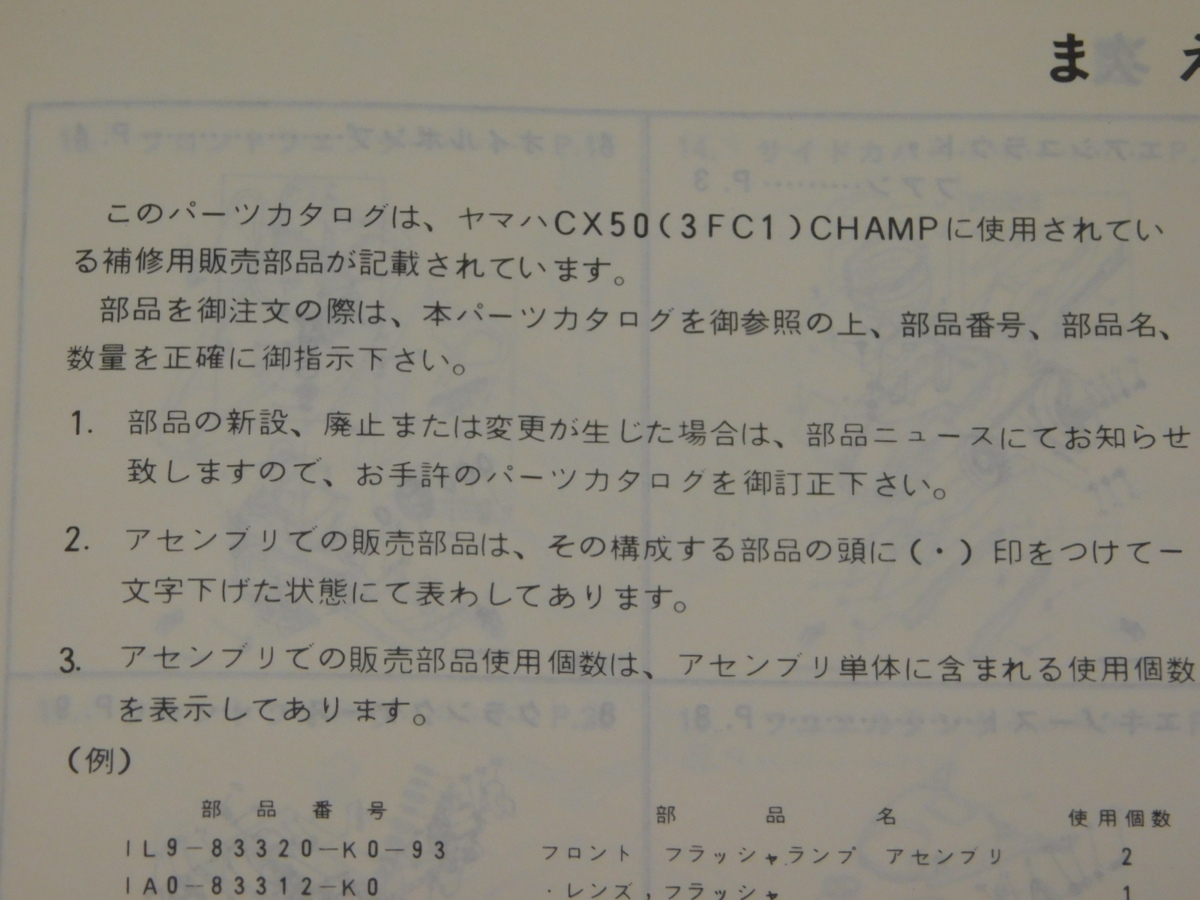 まえ
このパーツカタログは、ヤマハCX50(3FC1)CHAMPに使用されてい
る補修用販売部品が記載されています。
部品を御注文の際は、本パーツカタログを御参照の上、部品番号、部品名、
数量を正確に御指示下さい。
1. 部品の新設、廃止または変更が生じた場合は、部品ニュースにてお知らせ
致しますので、お手許のパーツカタログを御訂正下さい。
2. アセンブリでの販売部品は、その構成する部品の頭に(・)印をつけて一
文字下げた状態にて表わしてあります。
3. アセンブリでの販売部品使用個数は、アセンブリ単体に含まれる使用個数
を表示してあります。
(例)
部品番号 部品名 使用個数
1L9-83320-K0-93 フロント フラッシャランプ アセンブリ 2
1A0-83312-K0 ・レンズ,フラッシャ 1